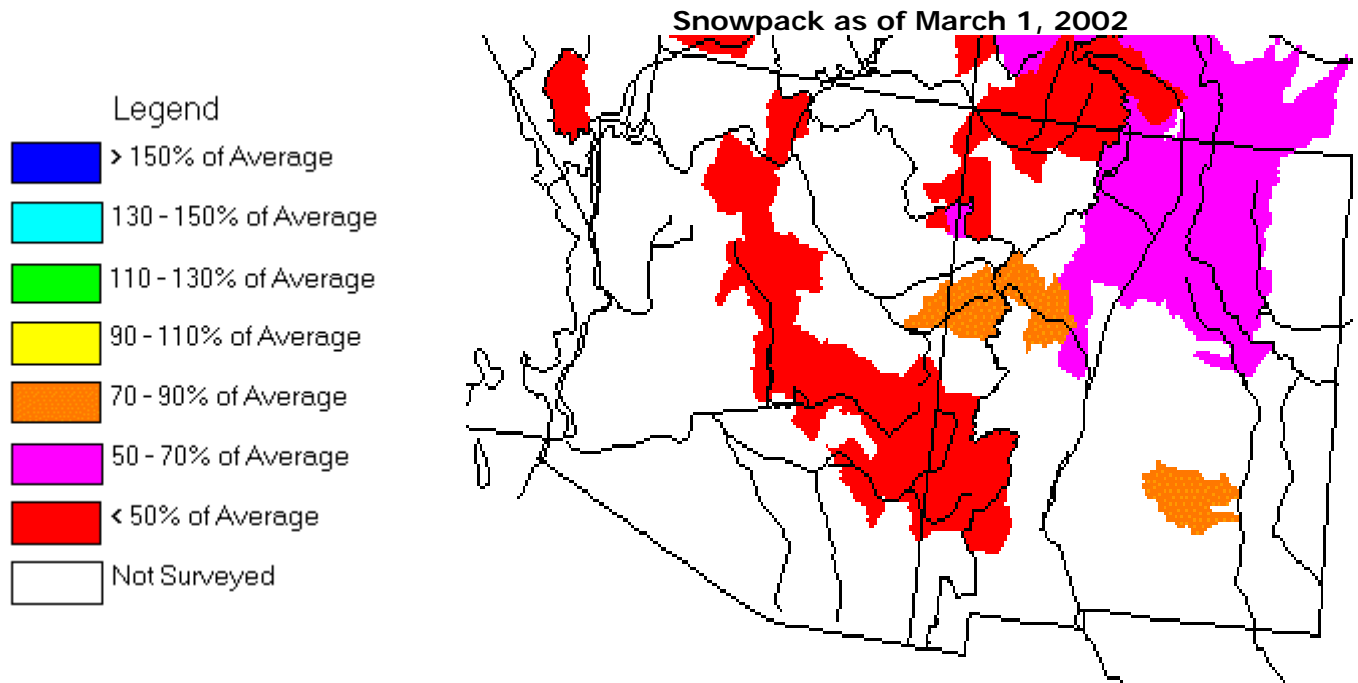 Snowpack as of March 1, 2002
Legend
> 150% of Average
130 - 150% of Average
110 - 130% of Average
90 - 110% of Average
70 - 90% of Average
50 - 70% of Average
< 50% of Average
Not Surveyed